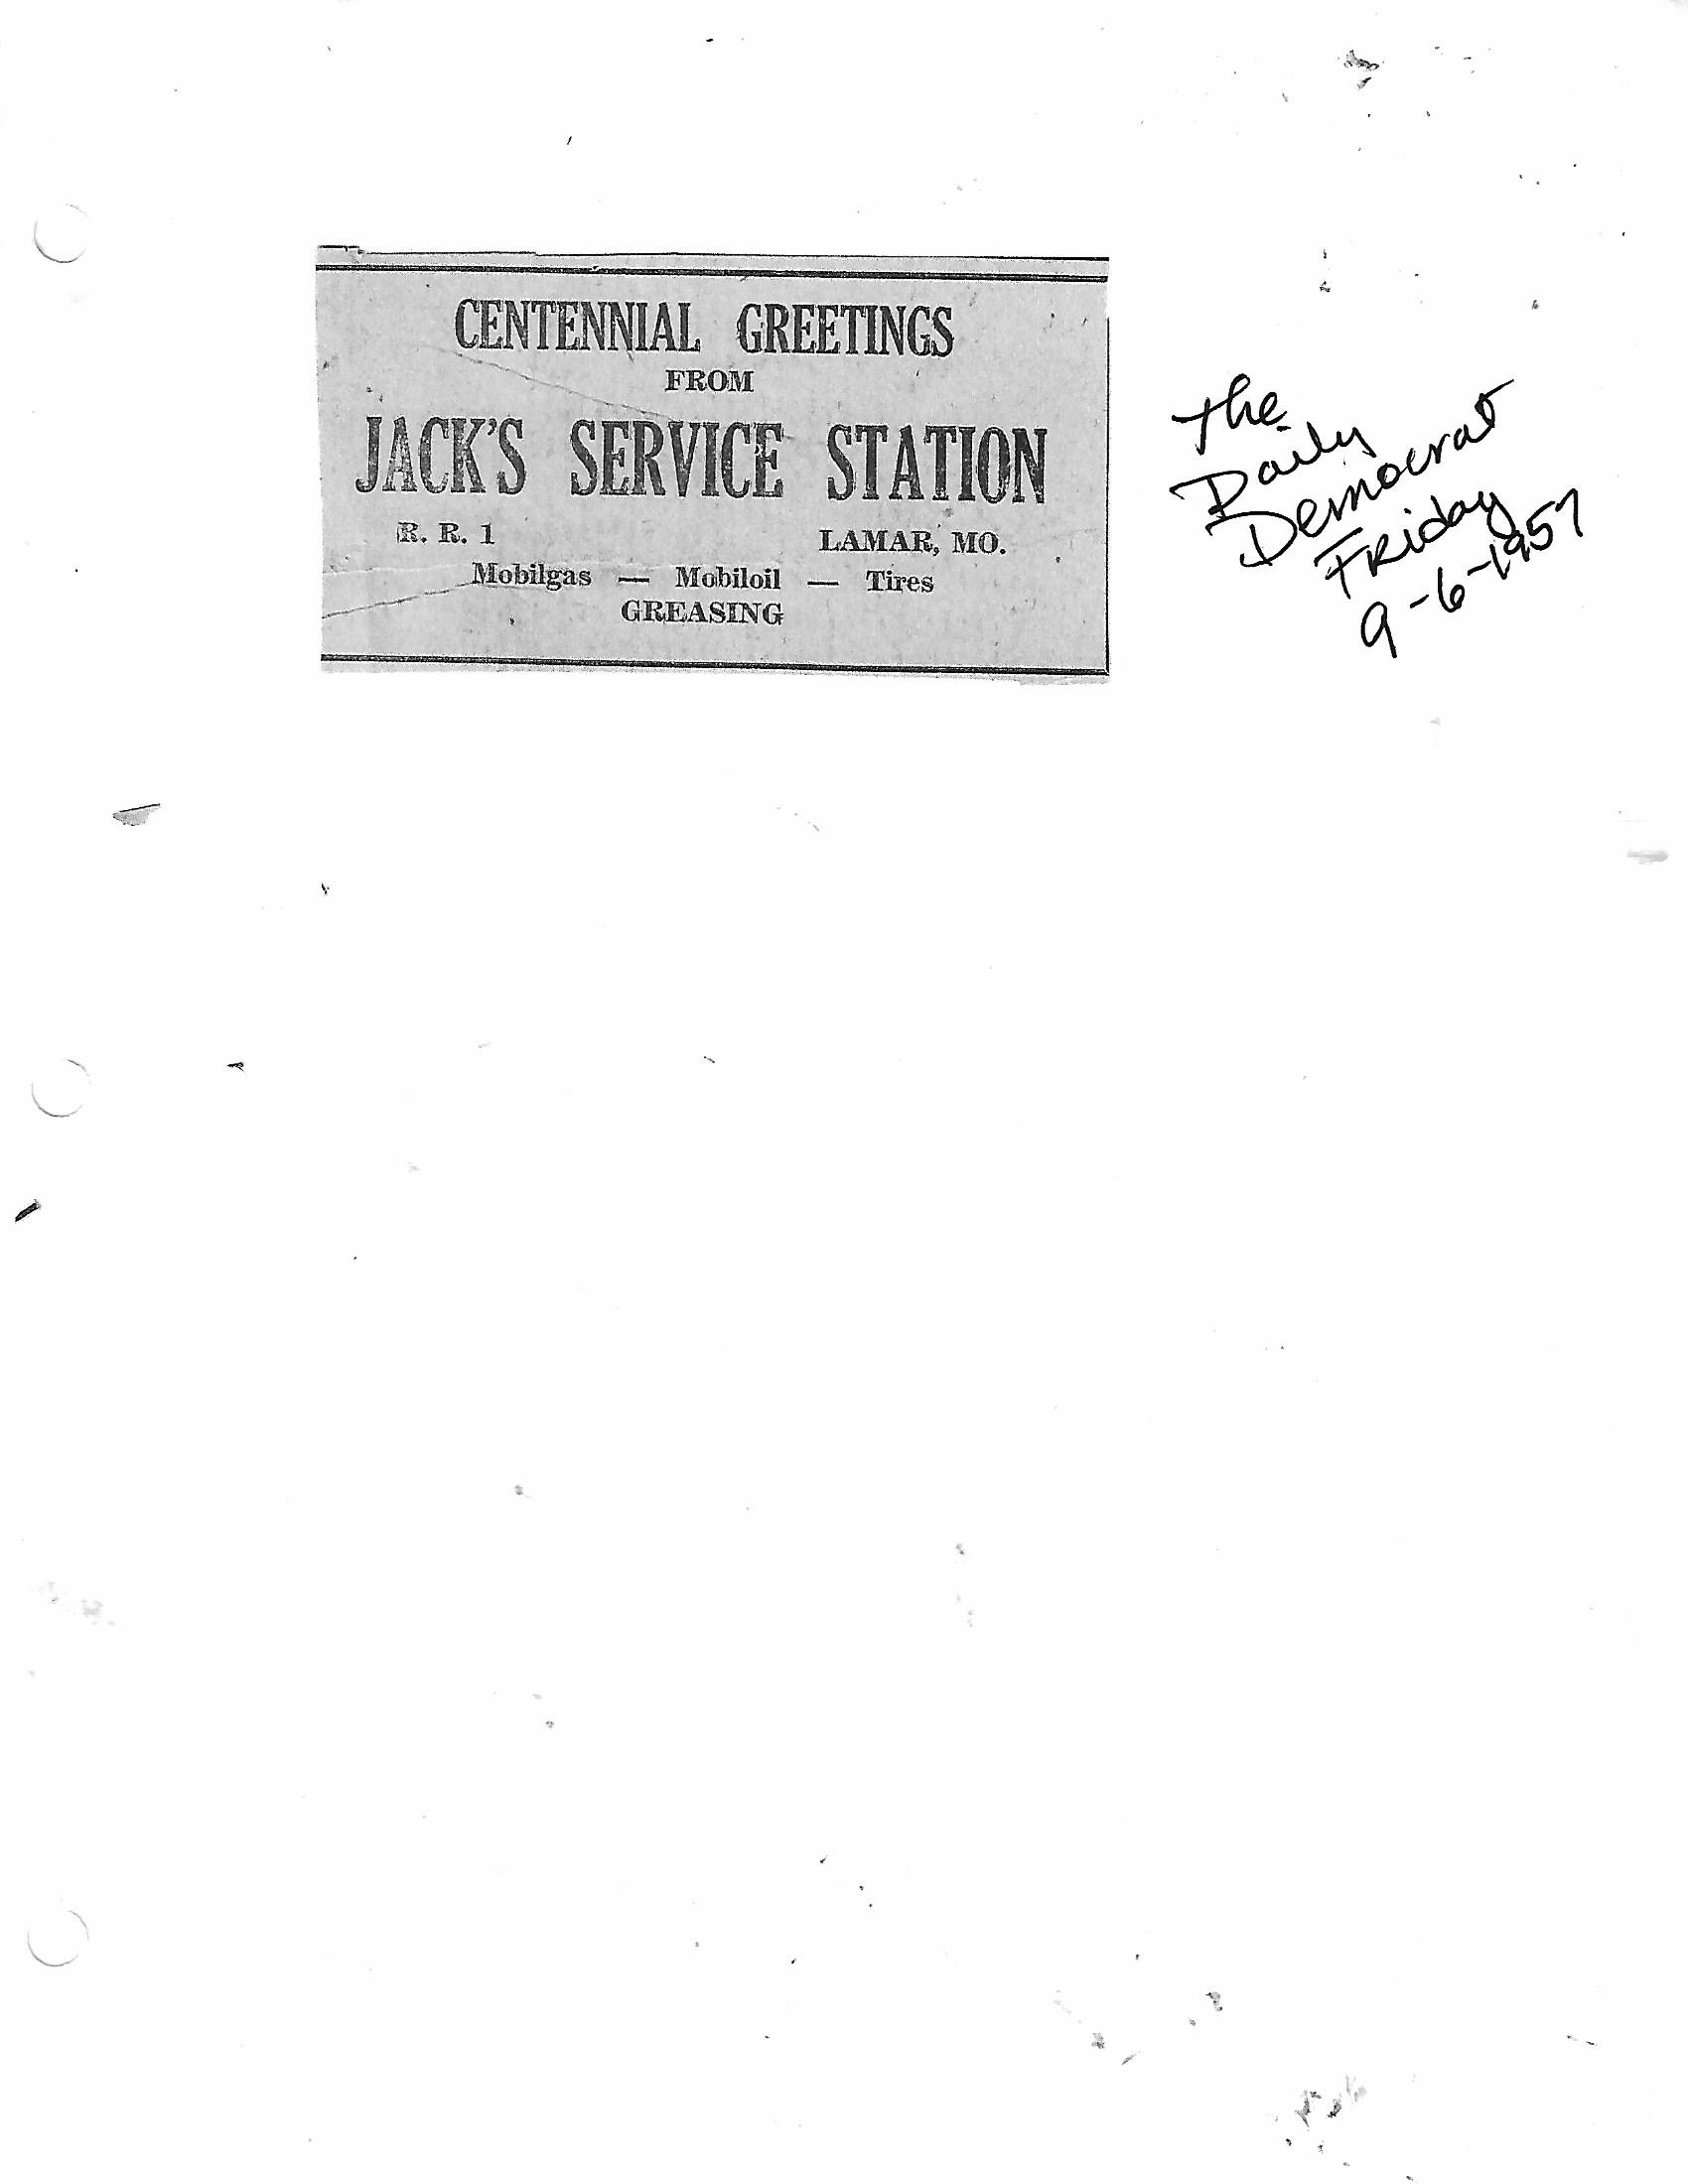 CENTENNIAL GREETINGS
FROM
JACK'S SERVICE STATION
R. R. 1 LAMAR, MO.
Mobilgas — Mobiloil — Tires
GREASING
The
Daily
Democrat
Friday
9-6-1957